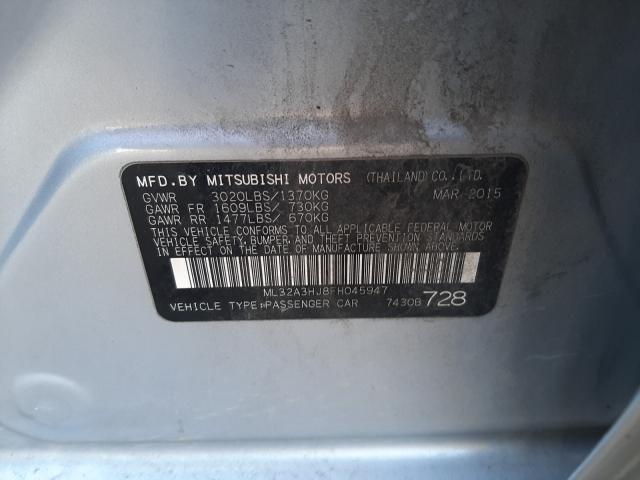 MFD.BY MITSUBISHI MOTORS (THAILAND)CO.,LTD.
GVWR 3020LBS/1370KG MAR-2015
GAWR FR 1609LBS/ 730KG
GAWR RR 1477LBS/ 670KG
THIS VEHICLE CONFORMS TO ALL APPLICABLE FEDERAL MOTOR
VEHICLE SAFETY, BUMPER, AND THEFT PREVENTION STANDARDS
IN EFFECT ON THE DATE OF MANUFACTURE SHOWN ABOVE.
ML32A3HJ8FH045947
VEHICLE TYPE:PASSENGER CAR 7430B 728